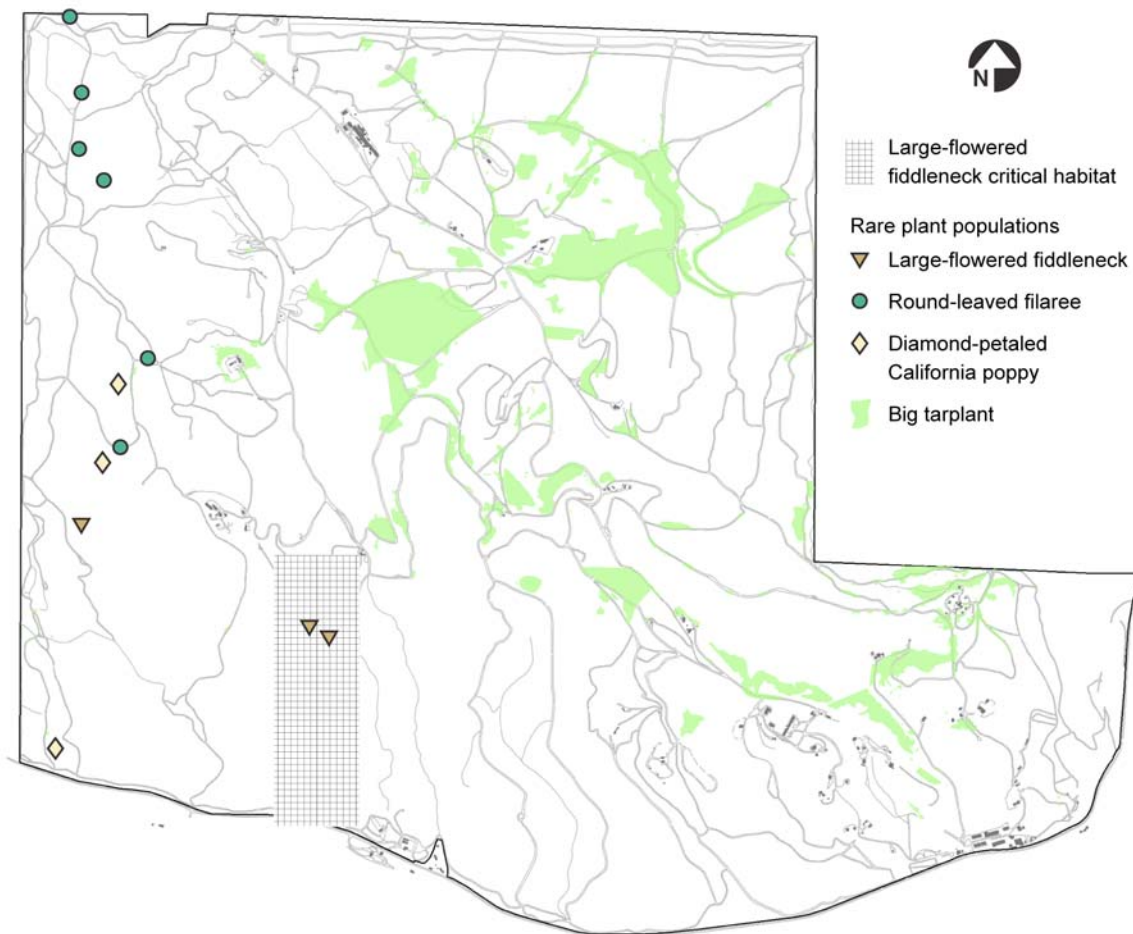 N
Large-flowered
fiddleneck critical habitat
Rare plant populations
Large-flowered fiddleneck
Round-leaved filaree
Diamond-petaled
California poppy
Big tarplant